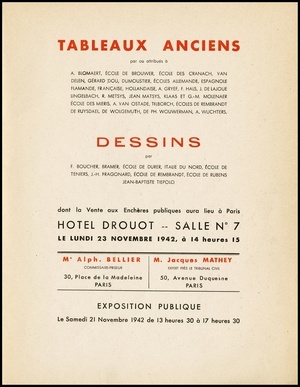 TABLEAUX ANCIENS
par ou attribués à
A. BLOMAERT, ÉCOLE DE BROUWER, ÉCOLE DES CRANACH, VAN
DELEN, GÉRARD DOU, DUMOUSTIER, ÉCOLES ALLEMANDE, ESPAGNOLE
FLAMANDE, FRANÇAISE, HOLLANDAISE, A. GRYEF, F. HALS, J. DE LAJOUE
LINGELBACH, R. METSYS, JEAN MATSYS, KLAAS ET G.-M. MOLENAER
ÉCOLE DES MIERIS, A. VAN OSTADE, TILBORCH, ÉCOLES DE REMBRANDT
DE RUYSDAEL, DE WOLGEMUTH, DE PH. WOUWERMAN, A. WUCHTERS.
DESSINS
par
F. BOUCHER, BRAMER, ÉCOLE DE DURER, ITALIE DU NORD, ÉCOLE DE
TENIERS, J.-H. FRAGONARD, ÉCOLE DE REMBRANDT, ÉCOLE DE RUBENS
JEAN-BAPTISTE TIEPOLO
dont la Vente aux Enchères publiques aura lieu à Paris
HOTEL DROUOT -- SALLE N° 7
LE LUNDI 23 NOVEMBRE 1942, à 14 heures 15
Me Alph. BELLIER
COMMISSAIRE-PRISEUR
30, Place de la Madeleine
PARIS
M. Jacques MATHEY
EXPERT PRÈS LE TRIBUNAL CIVIL
50, Avenue Duquesne
PARIS
EXPOSITION PUBLIQUE
Le Samedi 21 Novembre 1942 de 13 heures 30 à 17 heures 30